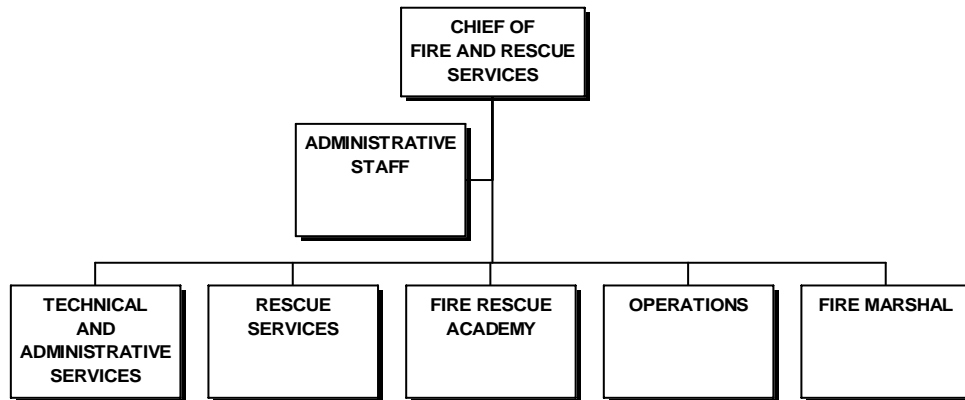 CHIEF OF
FIRE AND RESCUE
SERVICES
ADMINISTRATIVE
STAFF
TECHNICAL
AND
ADMINISTRATIVE
SERVICES
RESCUE
SERVICES
FIRE RESCUE
ACADEMY
OPERATIONS
FIRE MARSHAL